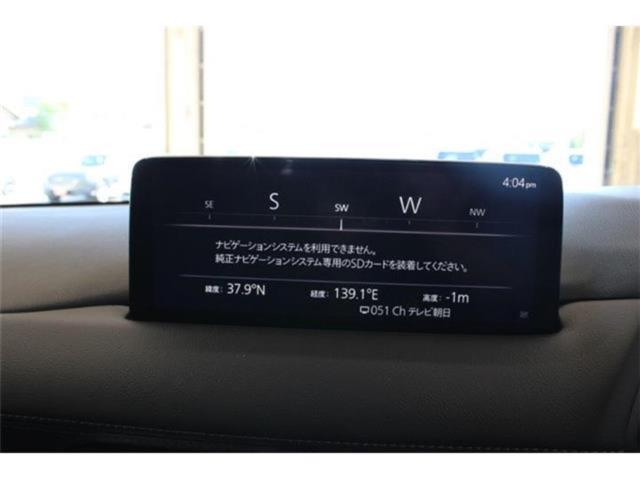 4:04pm
SE S SW W NW
ナビゲーションシステムを利用できません。
純正ナビゲーションシステム専用のSDカードを装着してください。
緯度: 37.9°N 経度: 139.1°E 高度: -1m
051 Ch テレビ朝日